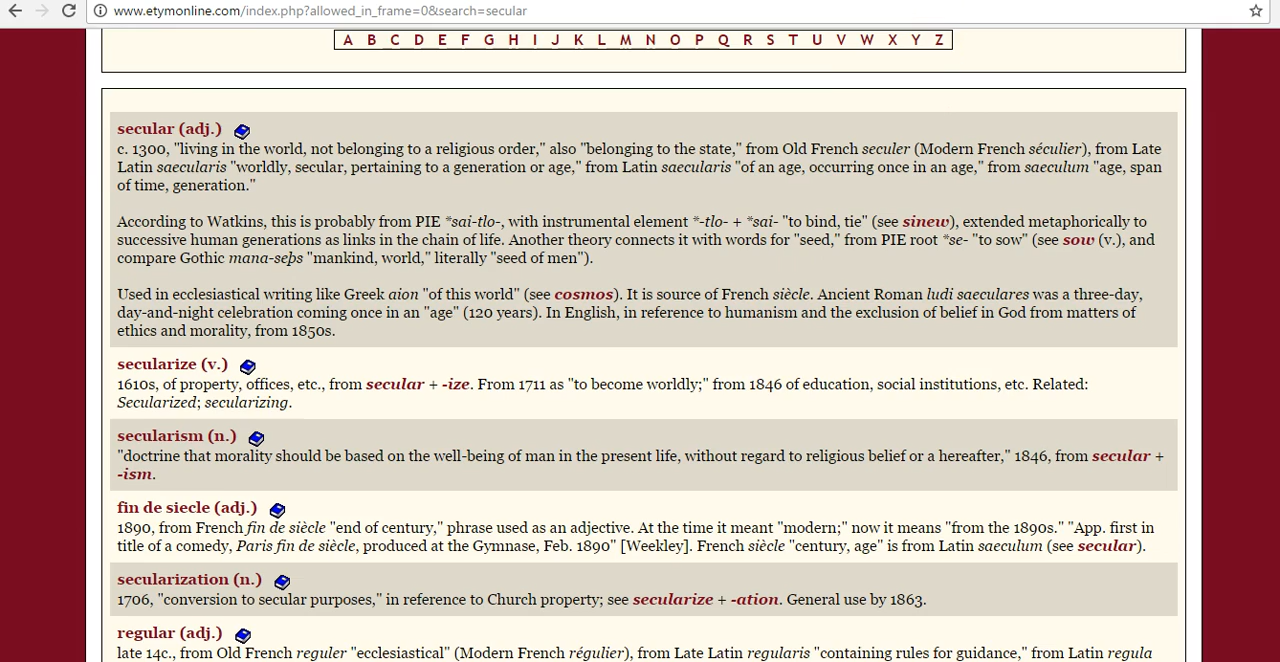 www.etymonline.com/index.php?allowed_in_frame=0&search=secular
A B C D E F G H I J K L M N O P Q R S T U V W X Y Z
secular (adj.)
c. 1300, "living in the world, not belonging to a religious order," also "belonging to the state," from Old French seculer (Modern French séculier), from Late
Latin saecularis "worldly, secular, pertaining to a generation or age," from Latin saecularis "of an age, occurring once in an age," from saeculum "age, span
of time, generation."
According to Watkins, this is probably from PIE *sai-tlo-, with instrumental element *-tlo- + *sai- "to bind, tie" (see sinew), extended metaphorically to
successive human generations as links in the chain of life. Another theory connects it with words for "seed," from PIE root *se- "to sow" (see sow (v.), and
compare Gothic mana-seþs "mankind, world," literally "seed of men").
Used in ecclesiastical writing like Greek aion "of this world" (see cosmos). It is source of French siècle. Ancient Roman ludi saeculares was a three-day,
day-and-night celebration coming once in an "age" (120 years). In English, in reference to humanism and the exclusion of belief in God from matters of
ethics and morality, from 1850s.
secularize (v.)
1610s, of property, offices, etc., from secular + -ize. From 1711 as "to become worldly;" from 1846 of education, social institutions, etc. Related:
Secularized; secularizing.
secularism (n.)
"doctrine that morality should be based on the well-being of man in the present life, without regard to religious belief or a hereafter," 1846, from secular +
-ism.
fin de siecle (adj.)
1890, from French fin de siècle "end of century," phrase used as an adjective. At the time it meant "modern;" now it means "from the 1890s." "App. first in
title of a comedy, Paris fin de siècle, produced at the Gymnase, Feb. 1890" [Weekley]. French siècle "century, age" is from Latin saeculum (see secular).
secularization (n.)
1706, "conversion to secular purposes," in reference to Church property; see secularize + -ation. General use by 1863.
regular (adj.)
late 14c., from Old French reguler "ecclesiastical" (Modern French régulier), from Late Latin regularis "containing rules for guidance," from Latin regula